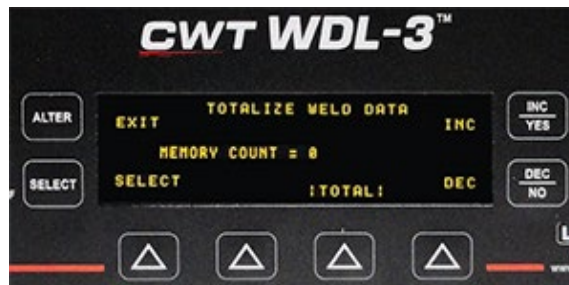 CWT WDL-3™
ALTER
TOTALIZE WELD DATA
EXIT
INC
INC
YES
MEMORY COUNT = 0
SELECT
SELECT
DEC
DEC
NO
:TOTAL: